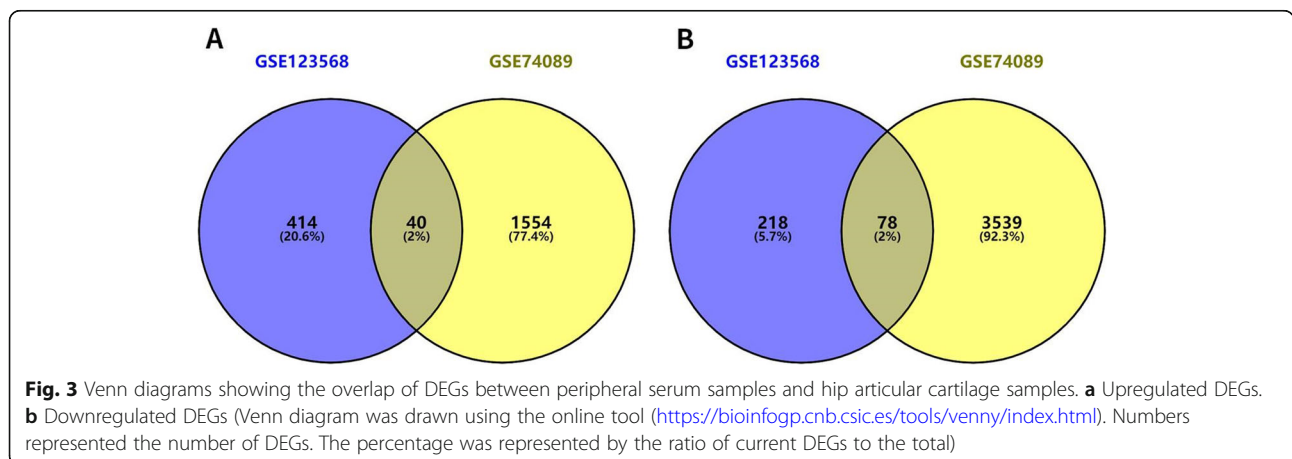 A
B
GSE123568
GSE74089
GSE123568
GSE74089
414
(20.6%)
40
(2%)
1554
(77.4%)
218
(5.7%)
78
(2%)
3539
(92.3%)
Fig. 3 Venn diagrams showing the overlap of DEGs between peripheral serum samples and hip articular cartilage samples. a Upregulated DEGs.
b Downregulated DEGs (Venn diagram was drawn using the online tool (https://bioinfogp.cnb.csic.es/tools/venny/index.html). Numbers
represented the number of DEGs. The percentage was represented by the ratio of current DEGs to the total)